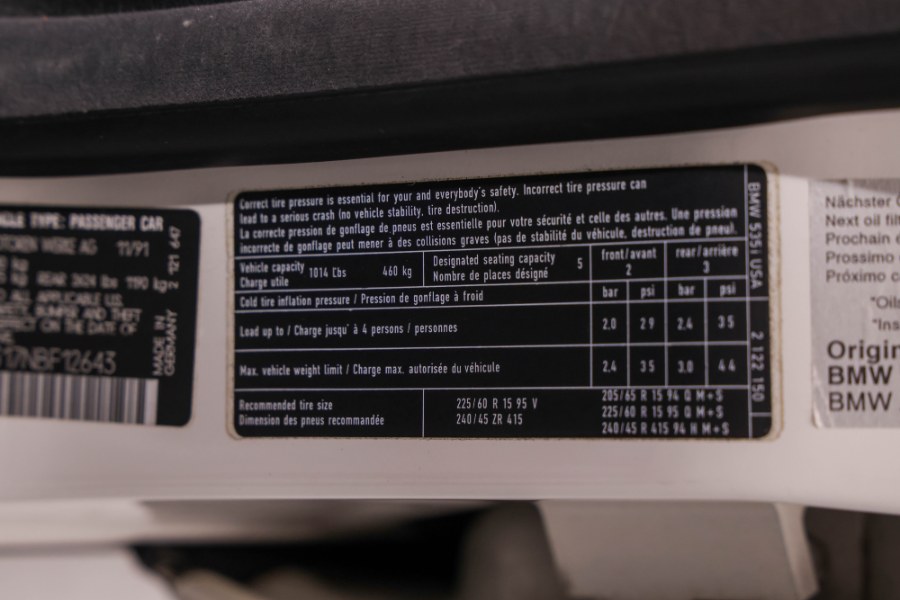 CLE TYPE: PASSENGER CAR
WERKE AG 11/91
REAR 2624 lbs 1190 kg
ALL APPLICABLE U.S.
BUMPER AND THEFT
EFFECT ON THE DATE OF
17NBF12643
MADE IN
GERMANY
2 121 647
Correct tire pressure is essential for your and everybody's safety. Incorrect tire pressure can
lead to a serious crash (no vehicle stability, tire destruction).
La correcte pression de gonflage de pneus est essentielle pour votre sécurité et celle des autres. Une pression
incorrecte de gonflage peut mener à des collisions graves (pas de stabilité du véhicule, destruction de pneu).
Vehicle capacity 1014 Lbs 460 kg
Charge utile
Designated seating capacity 5
Nombre de places désigné
front/avant rear/arrière
2 3
Cold tire inflation pressure / Pression de gonflage à froid bar psi bar psi
Load up to / Charge jusqu' à 4 persons / personnes 2.0 29 2.4 35
Max. vehicle weight limit / Charge max. autorisée du véhicule 2.4 35 3.0 44
Recommended tire size 225/60 R 15 95 V 205/65 R 15 94 Q M+S
Dimension des pneus recommandée 240/45 ZR 415 225/60 R 15 95 Q M+S
240/45 R 415 94 H M+S
BMW 535i USA 2 122 150
Nächster
Next oil
Prochain
Prossimo
Próximo
"Oils
"Ins
Origin
BMW
BMW